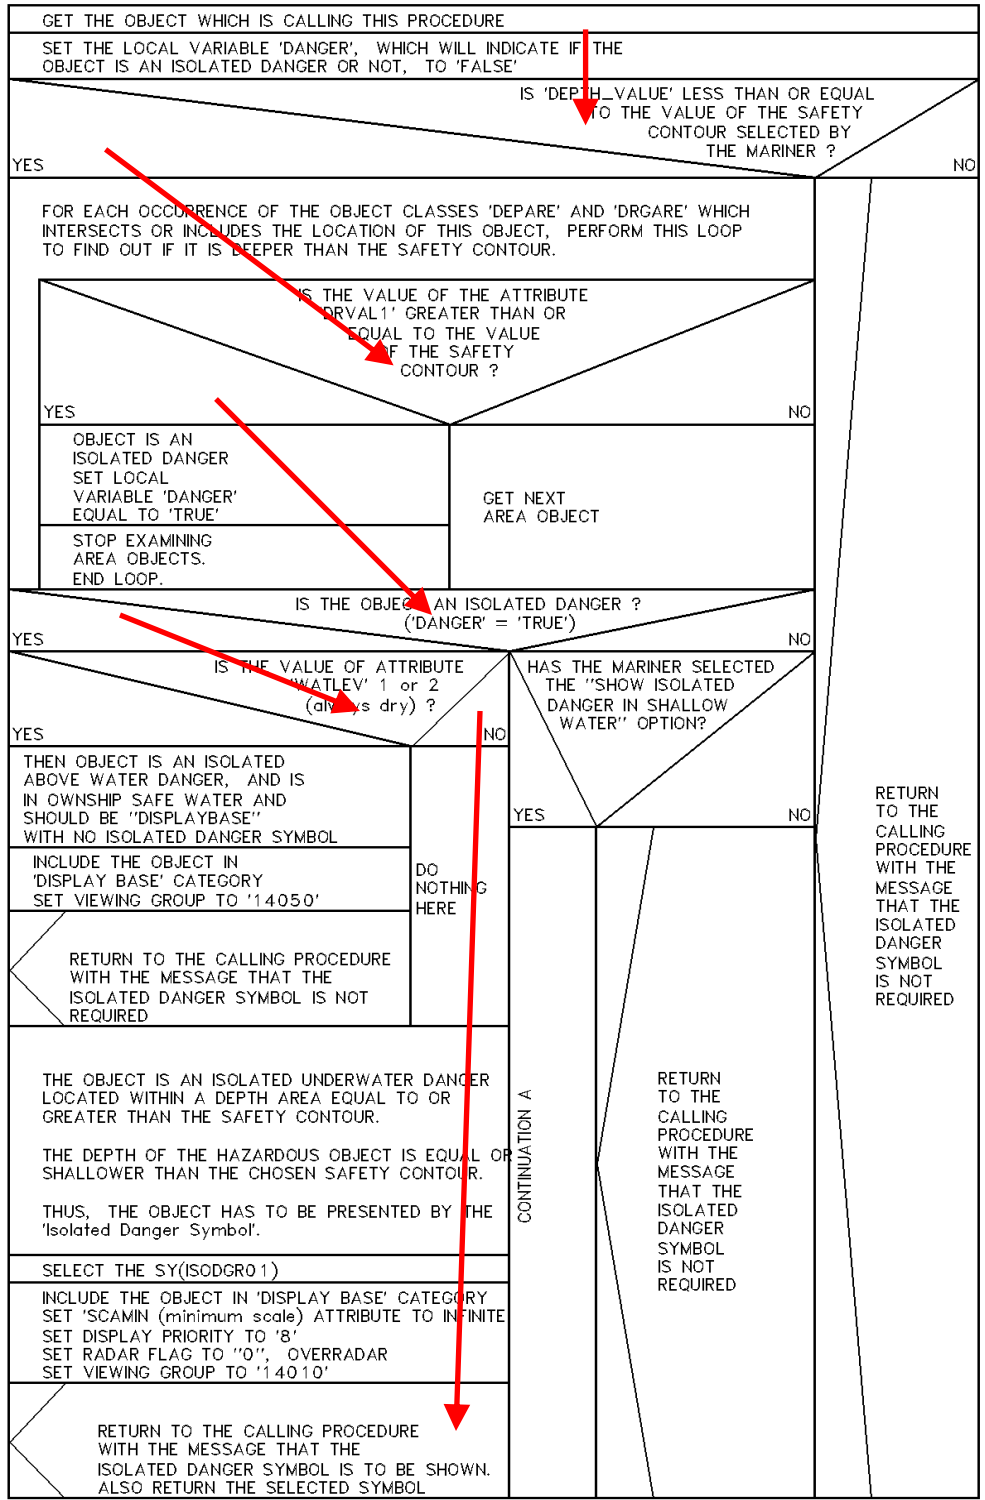 GET THE OBJECT WHICH IS CALLING THIS PROCEDURE
SET THE LOCAL VARIABLE 'DANGER', WHICH WILL INDICATE IF THE
OBJECT IS AN ISOLATED DANGER OR NOT, TO 'FALSE'
IS 'DEPTH_VALUE' LESS THAN OR EQUAL
TO THE VALUE OF THE SAFETY
CONTOUR SELECTED BY
THE MARINER ?
YES
NO
FOR EACH OCCURRENCE OF THE OBJECT CLASSES 'DEPARE' AND 'DRGARE' WHICH
INTERSECTS OR INCLUDES THE LOCATION OF THIS OBJECT, PERFORM THIS LOOP
TO FIND OUT IF IT IS DEEPER THAN THE SAFETY CONTOUR.
IS THE VALUE OF THE ATTRIBUTE
'DRVAL1' GREATER THAN OR
EQUAL TO THE VALUE
OF THE SAFETY
CONTOUR ?
YES
NO
OBJECT IS AN
ISOLATED DANGER
SET LOCAL
VARIABLE 'DANGER'
EQUAL TO 'TRUE'
STOP EXAMINING
AREA OBJECTS.
END LOOP.
GET NEXT
AREA OBJECT
IS THE OBJECT AN ISOLATED DANGER ?
('DANGER' = 'TRUE')
YES
NO
IS THE VALUE OF ATTRIBUTE
'WATLEV' 1 or 2
(always dry) ?
YES
NO
HAS THE MARINER SELECTED
THE "SHOW ISOLATED
DANGER IN SHALLOW
WATER" OPTION?
YES
NO
THEN OBJECT IS AN ISOLATED
ABOVE WATER DANGER, AND IS
IN OWNSHIP SAFE WATER AND
SHOULD BE "DISPLAYBASE"
WITH NO ISOLATED DANGER SYMBOL
INCLUDE THE OBJECT IN
'DISPLAY BASE' CATEGORY
SET VIEWING GROUP TO '14050'
RETURN TO THE CALLING PROCEDURE
WITH THE MESSAGE THAT THE
ISOLATED DANGER SYMBOL IS NOT
REQUIRED
DO
NOTHING
HERE
THE OBJECT IS AN ISOLATED UNDERWATER DANGER
LOCATED WITHIN A DEPTH AREA EQUAL TO OR
GREATER THAN THE SAFETY CONTOUR.
THE DEPTH OF THE HAZARDOUS OBJECT IS EQUAL OR
SHALLOWER THAN THE CHOSEN SAFETY CONTOUR.
THUS, THE OBJECT HAS TO BE PRESENTED BY THE
'Isolated Danger Symbol'.
SELECT THE SY(ISODGR01)
INCLUDE THE OBJECT IN 'DISPLAY BASE' CATEGORY
SET 'SCAMIN (minimum scale) ATTRIBUTE TO INFINITE
SET DISPLAY PRIORITY TO '8'
SET RADAR FLAG TO "0", OVERRADAR
SET VIEWING GROUP TO '14010'
RETURN TO THE CALLING PROCEDURE
WITH THE MESSAGE THAT THE
ISOLATED DANGER SYMBOL IS TO BE SHOWN.
ALSO RETURN THE SELECTED SYMBOL
CONTINUATION A
RETURN
TO THE
CALLING
PROCEDURE
WITH THE
MESSAGE
THAT THE
ISOLATED
DANGER
SYMBOL
IS NOT
REQUIRED
RETURN
TO THE
CALLING
PROCEDURE
WITH THE
MESSAGE
THAT THE
ISOLATED
DANGER
SYMBOL
IS NOT
REQUIRED